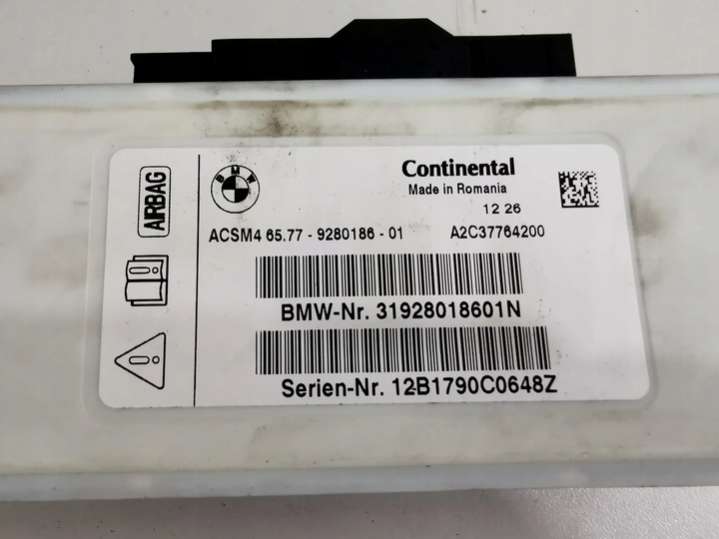 AIRBAG
BMW
Continental
Made in Romania
12 26
ACSM4 65.77 - 9280186 - 01 A2C37764200
BMW-Nr. 31928018601N
Serien-Nr. 12B1790C0648Z